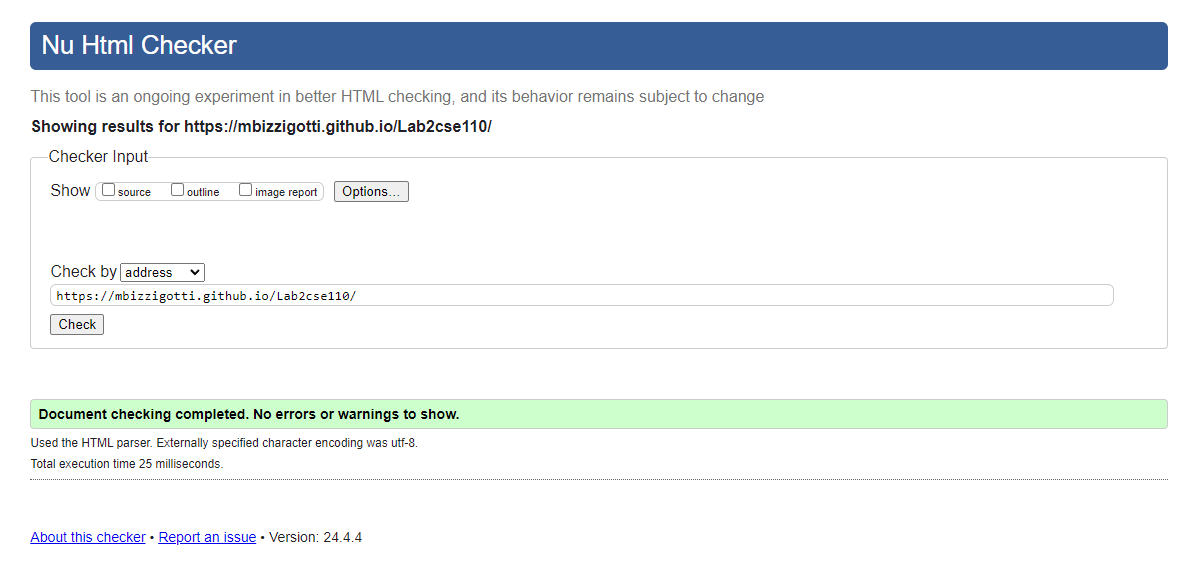 Nu Html Checker
This tool is an ongoing experiment in better HTML checking, and its behavior remains subject to change
Showing results for https://mbizzigotti.github.io/Lab2cse110/
Checker Input
Show source outline image report Options...
Check by address
https://mbizzigotti.github.io/Lab2cse110/
Check
Document checking completed. No errors or warnings to show.
Used the HTML parser. Externally specified character encoding was utf-8.
Total execution time 25 milliseconds.
About this checker • Report an issue • Version: 24.4.4